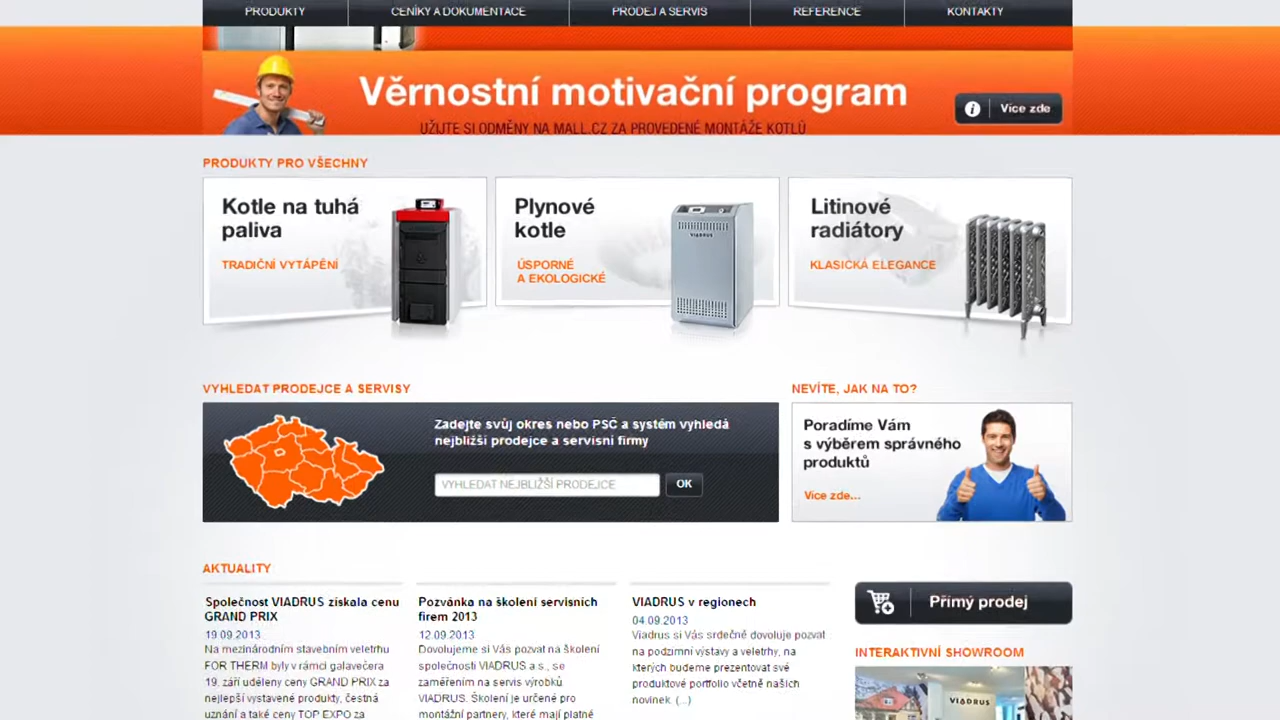 PRODUKTY
CENÍKY A DOKUMENTACE
PRODEJ A SERVIS
REFERENCE
KONTAKTY
Věrnostní motivační program
UŽIJTE SI ODMĚNY NA MALL.CZ ZA PROVEDENÉ MONTÁŽE KOTLŮ
Více zde
PRODUKTY PRO VŠECHNY
Kotle na tuhá
paliva
TRADIČNÍ VYTÁPĚNÍ
Plynové
kotle
ÚSPORNÉ
A EKOLOGICKÉ
VIADRUS
Litinové
radiátory
KLASICKÁ ELEGANCE
VYHLEDAT PRODEJCE A SERVISY
Zadejte svůj okres nebo PSČ a systém vyhledá
nejbližší prodejce a servisní firmy
VYHLEDAT NEJBLIŽŠÍ PRODEJCE
OK
NEVÍTE, JAK NA TO?
Poradíme Vám
s výběrem správného
produktů
Více zde...
AKTUALITY
Společnost VIADRUS získala cenu
GRAND PRIX
19.09.2013
Na mezinárodním stavebním veletrhu
FOR THERM byly v rámci galavečera
19. září uděleny ceny GRAND PRIX za
nejlepší vystavené produkty, čestná
uznání a také ceny TOP EXPO za
Pozvánka na školení servisních
firem 2013
12.09.2013
Dovolujeme si Vás pozvat na školení
společnosti VIADRUS a.s., se
zaměřením na servis výrobků
VIADRUS. Školení je určené pro
montážní partnery, které mají platné
VIADRUS v regionech
04.09.2013
Viadrus si Vás srdečně dovoluje pozvat
na podzimní výstavy a veletrhy, na
kterých budeme prezentovat své
produktové portfolio včetně našich
novinek. (...)
Přímý prodej
INTERAKTIVNÍ SHOWROOM
VIADRUS